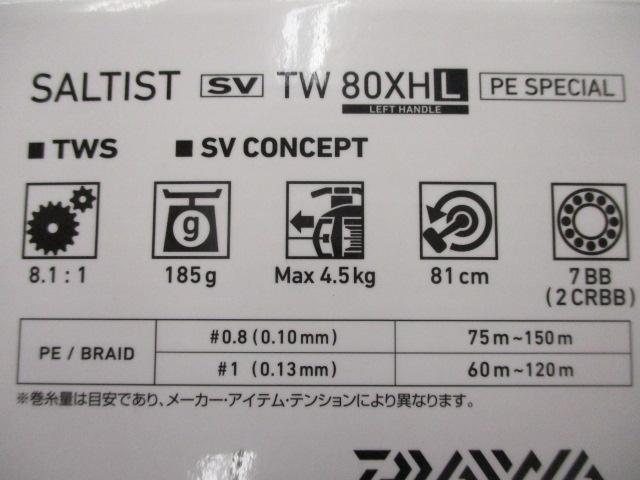 SALTIST SV TW 80XHL PE SPECIAL
LEFT HANDLE
■ TWS ■ SV CONCEPT
g
8.1 : 1 185g Max 4.5kg 81cm 7BB
(2CRBB)
PE / BRAID
#0.8 (0.10mm) 75m~150m
#1 (0.13mm) 60m~120m
※巻糸量は目安であり、メーカー・アイテム・テンションにより異なります。
DAIWA